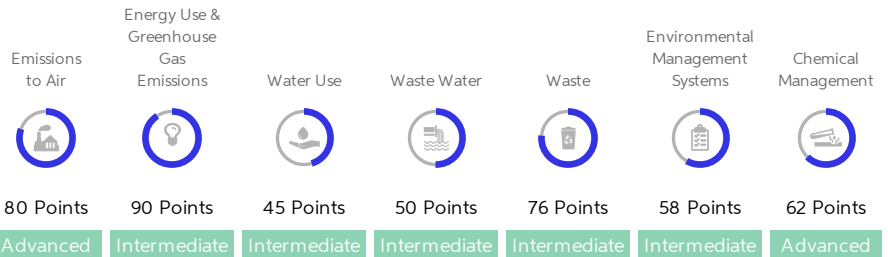 Emissions
to Air
Energy Use &
Greenhouse
Gas
Emissions
Water Use
Waste Water
Waste
Environmental
Management
Systems
Chemical
Management
80 Points
90 Points
45 Points
50 Points
76 Points
58 Points
62 Points
Advanced
Intermediate
Intermediate
Intermediate
Intermediate
Intermediate
Advanced